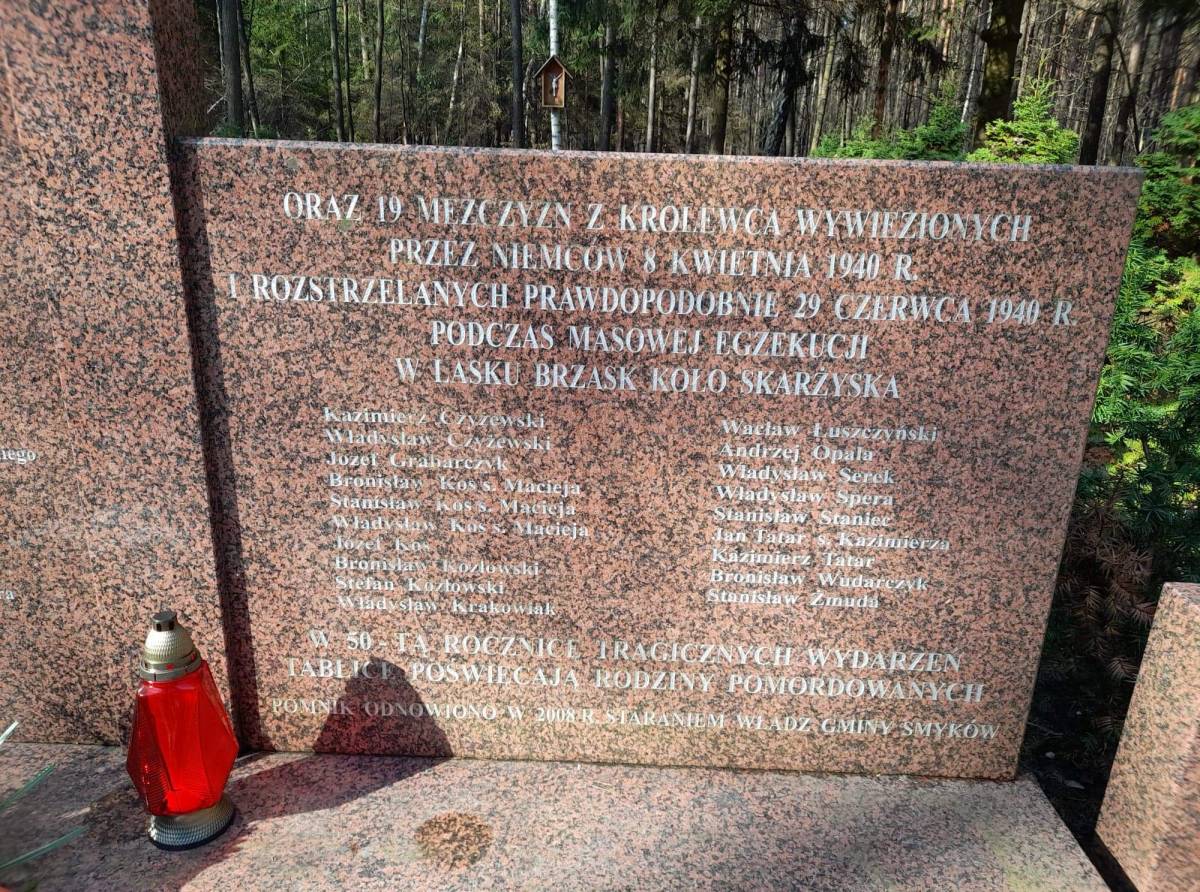 ORAZ 19 MĘŻCZYZN Z KRÓLEWCA WYWIEZIONYCH
PRZEZ NIEMCÓW 8 KWIETNIA 1940 R.
I ROZSTRZELANYCH PRAWDOPODOBNIE 29 CZERWCA 1940 R.
PODCZAS MASOWEJ EGZEKUCJI
W LASKU BRZASK KOŁO SKARŻYSKA
Kazimierz Czyżewski
Władysław Czyżewski
Józef Grabarczyk
Bronisław Kos s. Macieja
Stanisław Kos s. Macieja
Władysław Kos s. Macieja
Józef Kos
Bronisław Kozłowski
Stefan Kozłowski
Władysław Krakowiak
Wacław Łuszczyński
Andrzej Opala
Władysław Serek
Władysław Spera
Stanisław Staniec
Jan Tatar s. Kazimierza
Kazimierz Tatar
Bronisław Wudarczyk
Stanisław Żmuda
W 50 - TĄ ROCZNICĘ TRAGICZNYCH WYDARZEŃ
TABLICĘ POŚWIĘCAJĄ RODZINY POMORDOWANYCH
POMNIK ODNOWIONO W 2008 R. STARANIEM WŁADZ GMINY SMYKÓW